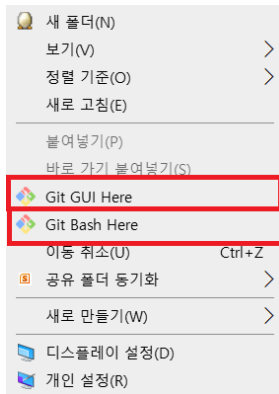 새 폴더(N)
보기(V)
정렬 기준(O)
새로 고침(E)
붙여넣기(P)
바로 가기 붙여넣기(S)
Git GUI Here
Git Bash Here
이동 취소(U) Ctrl+Z
공유 폴더 동기화
새로 만들기(W)
디스플레이 설정(D)
개인 설정(R)